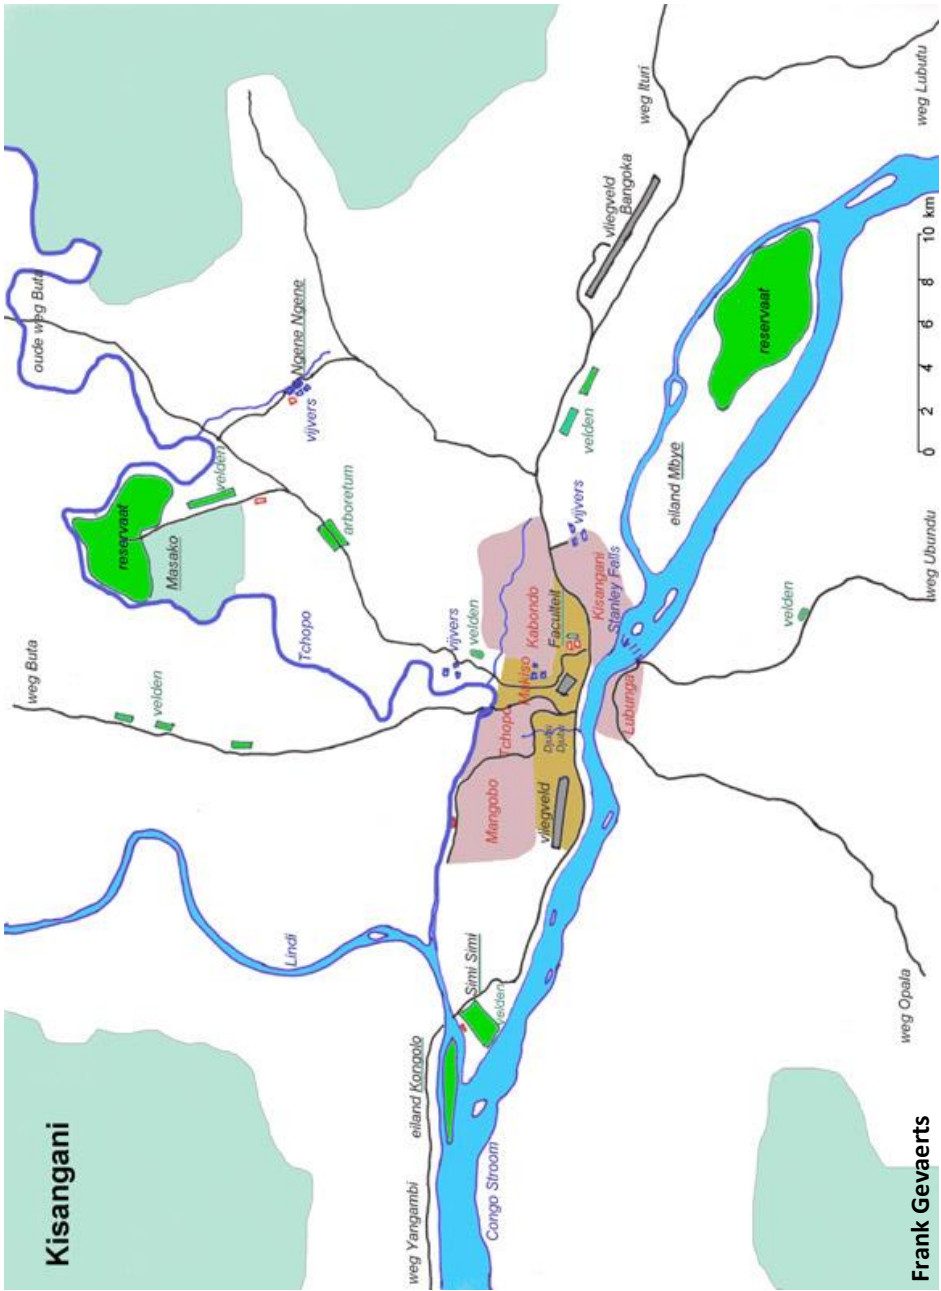 Kisangani
weg Buta
oude weg Buta
reservaat
Masako
velden
velden
Tchopo
Lindi
arboretum
Ngene Ngene
vijvers
weg Yangambi
eiland Kongolo
Simi Simi
velden
Congo Stroom
vijvers
velden
Mangobo
Tchopo
Makiso
Kabondo
Djubu
Djubu
Faculteit
vliegveld
Kisangani
vijvers
Stanley Falls
Lubunga
velden
vliegveld
Bangoka
weg Ituri
eiland Mbye
reservaat
weg Opala
velden
weg Ubundu
weg Lubutu
0 2 4 6 8 10 km
Frank Gevaerts